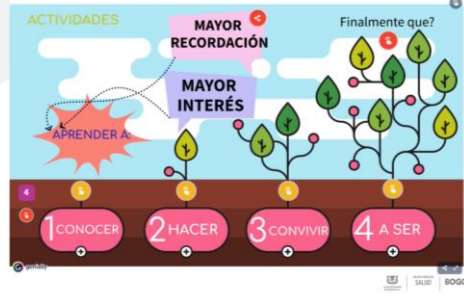 ACTIVIDADES
MAYOR
RECORDACIÓN
Finalmente que?
MAYOR
INTERÉS
APRENDER A:
4
1 CONOCER
2 HACER
3 CONVIVIR
4 A SER
genially
SALUD
BOGO